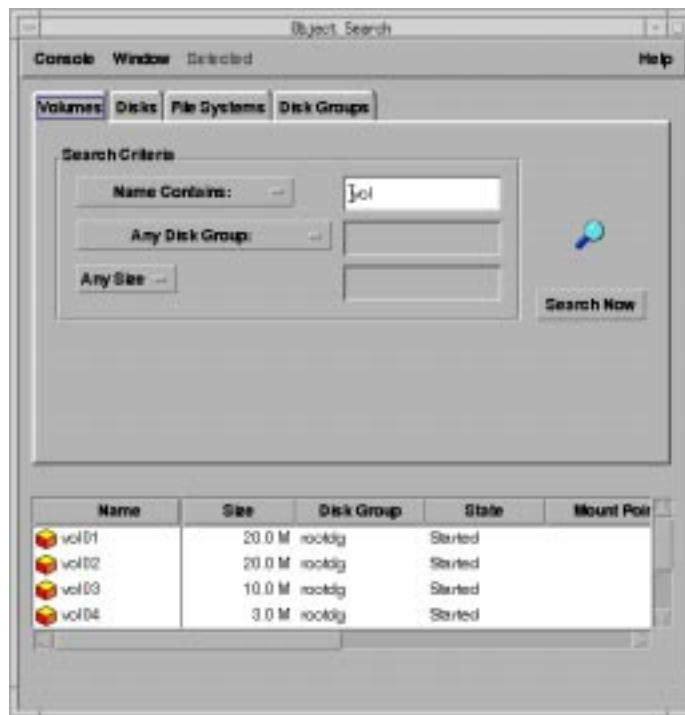 Object Search
Console Window Selected Help
Volumes Disks File Systems Disk Groups
Search Criteria
Name Contains: vol
Any Disk Group:
Any Size
Search Now
Name Size Disk Group State Mount Poir
vol01 20.0 M rootdg Started
vol02 20.0 M rootdg Started
vol03 10.0 M rootdg Started
vol04 3.0 M rootdg Started